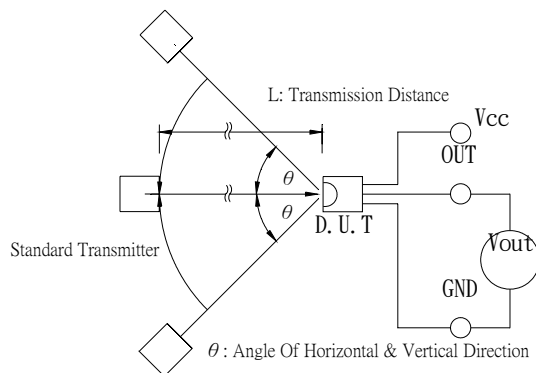 L: Transmission Distance
Vcc
OUT
θ
θ
D.U.T
Standard Transmitter
Vout
GND
θ : Angle Of Horizontal & Vertical Direction